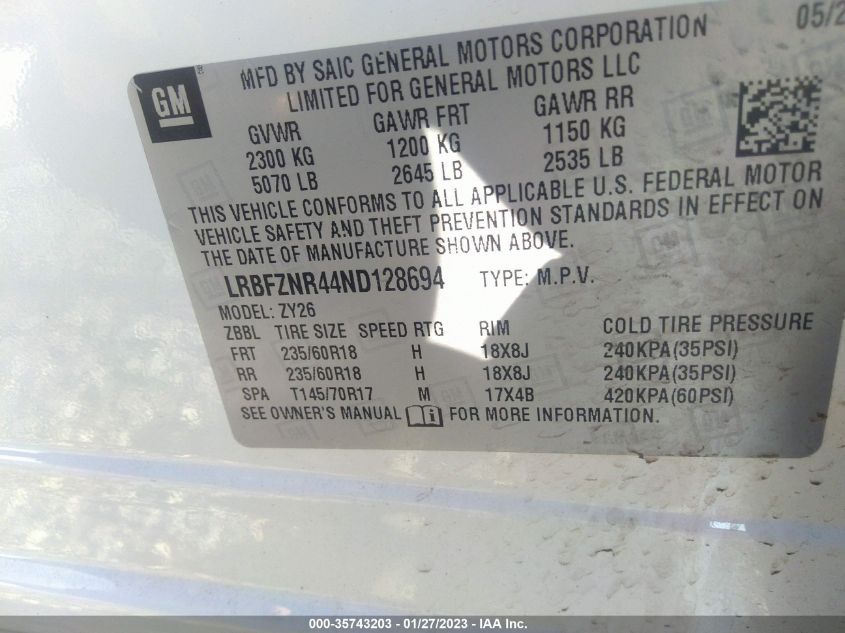 05/2
MFD BY SAIC GENERAL MOTORS CORPORATION
LIMITED FOR GENERAL MOTORS LLC
GM
GVWR GAWR FRT GAWR RR
2300 KG 1200 KG 1150 KG
5070 LB 2645 LB 2535 LB
THIS VEHICLE CONFORMS TO ALL APPLICABLE U.S. FEDERAL MOTOR
VEHICLE SAFETY AND THEFT PREVENTION STANDARDS IN EFFECT ON
THE DATE OF MANUFACTURE SHOWN ABOVE.
LRBFZNR44ND128694 TYPE: M.P.V.
MODEL: ZY26
ZBBL TIRE SIZE SPEED RTG RIM COLD TIRE PRESSURE
FRT 235/60R18 H 18X8J 240KPA(35PSI)
RR 235/60R18 H 18X8J 240KPA(35PSI)
SPA T145/70R17 M 17X4B 420KPA(60PSI)
SEE OWNER'S MANUAL FOR MORE INFORMATION.
000-35743203 - 01/27/2023 - IAA Inc.